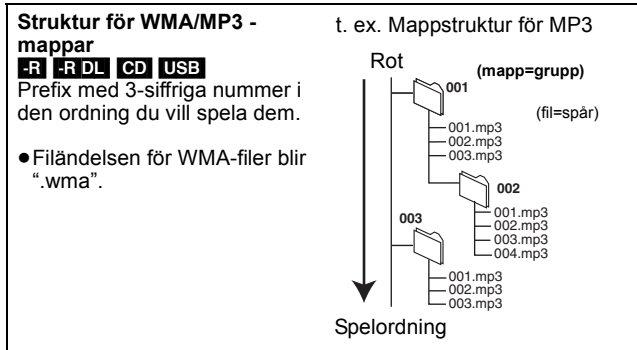 Struktur för WMA/MP3 -
mappar
-R -R DL CD USB
Prefix med 3-siffriga nummer i
den ordning du vill spela dem.
●Filändelsen för WMA-filer blir
“.wma”.
t. ex. Mappstruktur för MP3
Rot
(mapp=grupp)
001
(fil=spår)
001.mp3
002.mp3
003.mp3
002
001.mp3
002.mp3
003.mp3
004.mp3
003
001.mp3
002.mp3
003.mp3
Spelordning